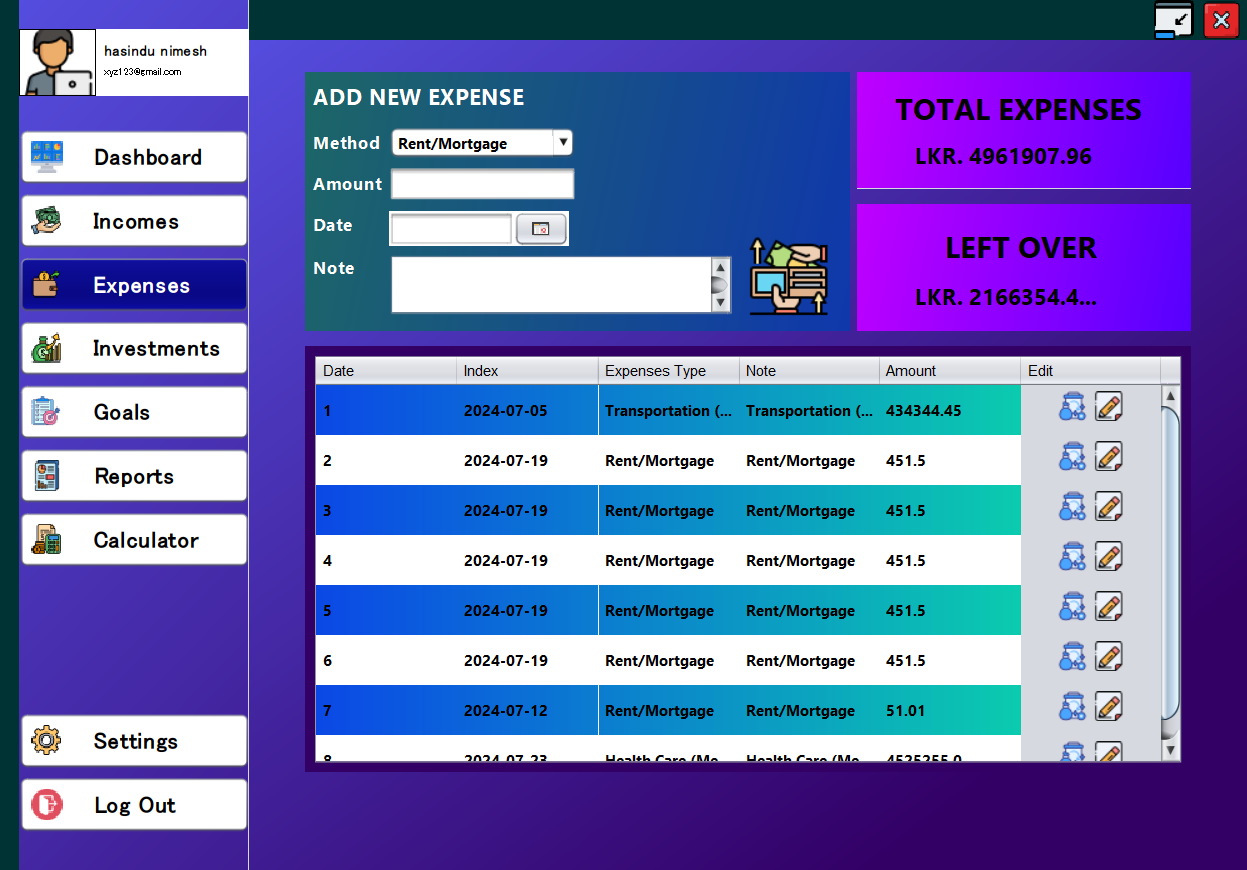 hasindu nimesh
xyz123@gmail.com
Dashboard
Incomes
Expenses
Investments
Goals
Reports
Calculator
Settings
Log Out
ADD NEW EXPENSE
Method Rent/Mortgage
Amount
Date
Note
TOTAL EXPENSES
LKR. 4961907.96
LEFT OVER
LKR. 2166354.4...
Date Index Expenses Type Note Amount Edit
1 2024-07-05 Transportation (... Transportation (... 434344.45
2 2024-07-19 Rent/Mortgage Rent/Mortgage 451.5
3 2024-07-19 Rent/Mortgage Rent/Mortgage 451.5
4 2024-07-19 Rent/Mortgage Rent/Mortgage 451.5
5 2024-07-19 Rent/Mortgage Rent/Mortgage 451.5
6 2024-07-19 Rent/Mortgage Rent/Mortgage 451.5
7 2024-07-12 Rent/Mortgage Rent/Mortgage 51.01
8 2024-07-23 Health Care (Me... Health Care (Me... 4525255.0